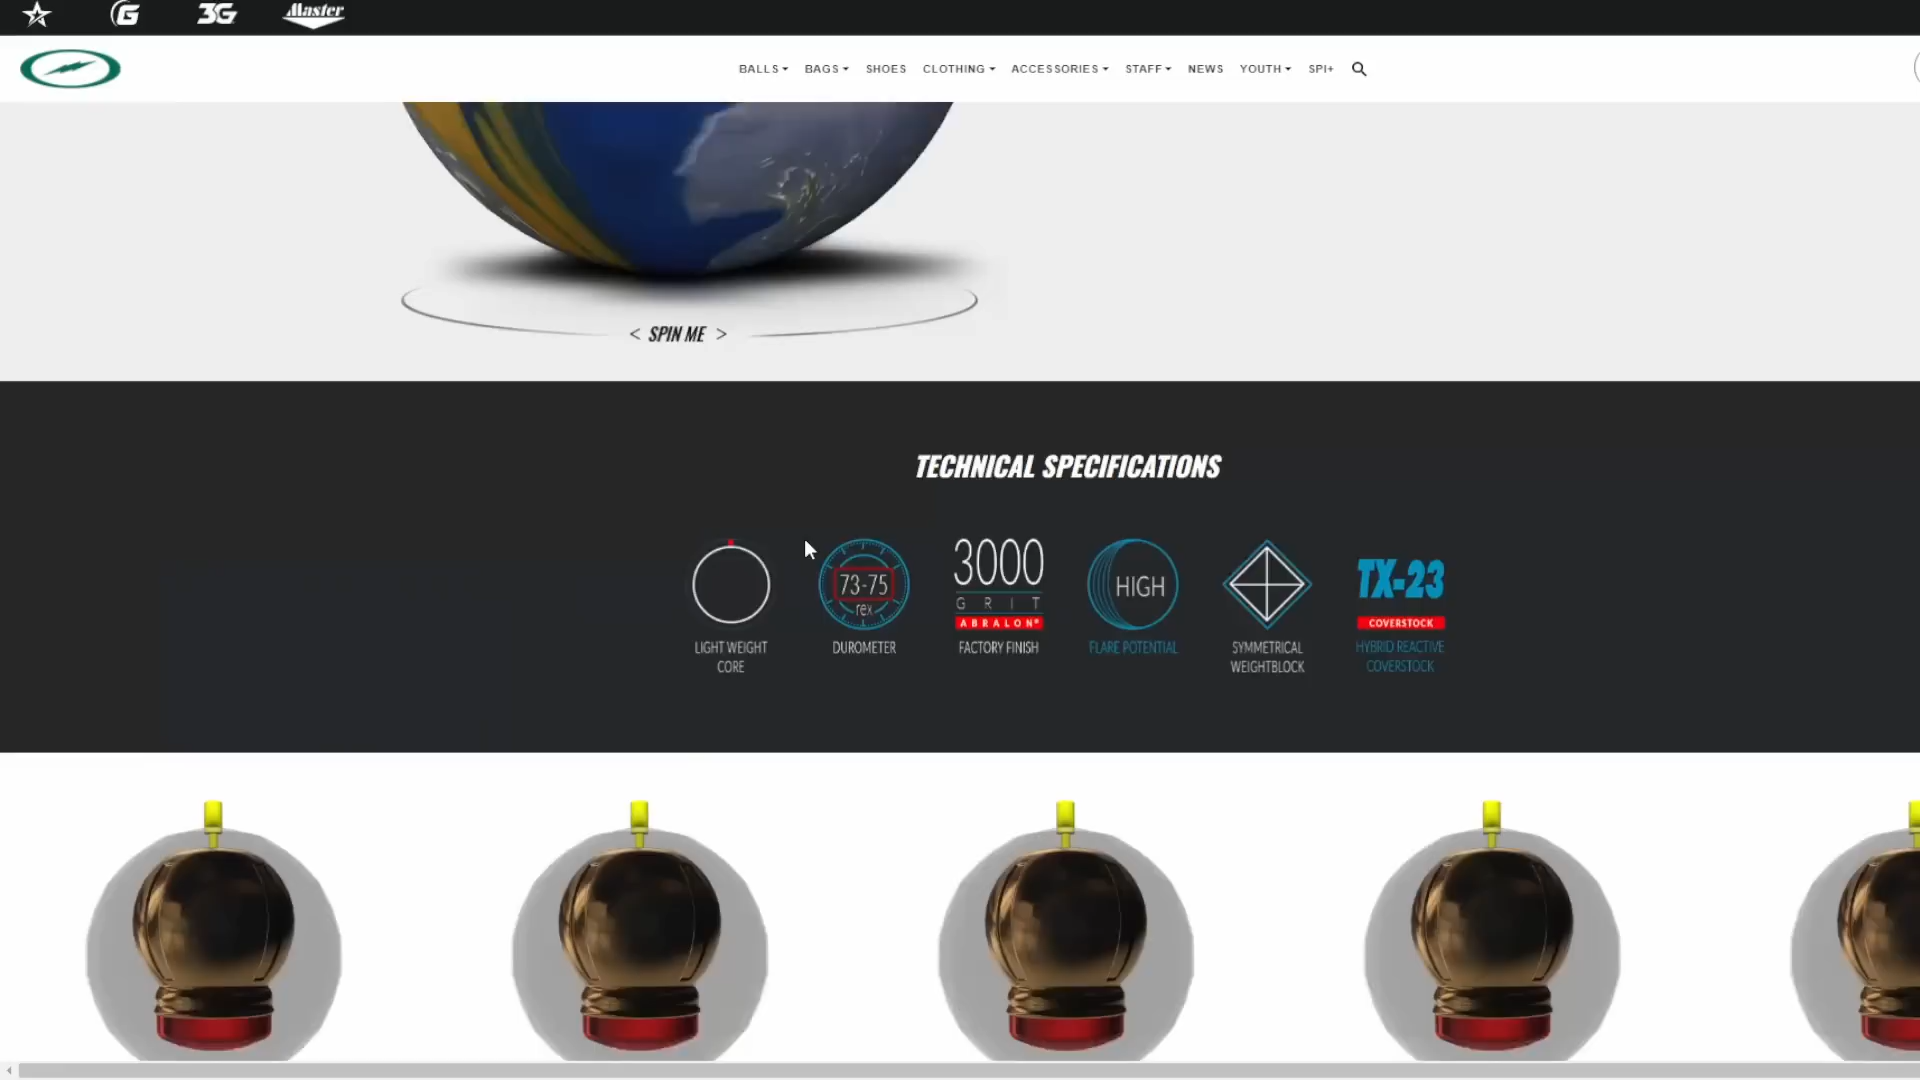 G 3G Master
BALLS BAGS SHOES CLOTHING ACCESSORIES STAFF NEWS YOUTH SPI+
< SPIN ME >
TECHNICAL SPECIFICATIONS
LIGHT WEIGHT
CORE
73-75
rex
DUROMETER
3000
GRIT
ABRALON®
FACTORY FINISH
HIGH
FLARE POTENTIAL
SYMMETRICAL
WEIGHTBLOCK
TX-23
COVERSTOCK
HYBRID REACTIVE
COVERSTOCK